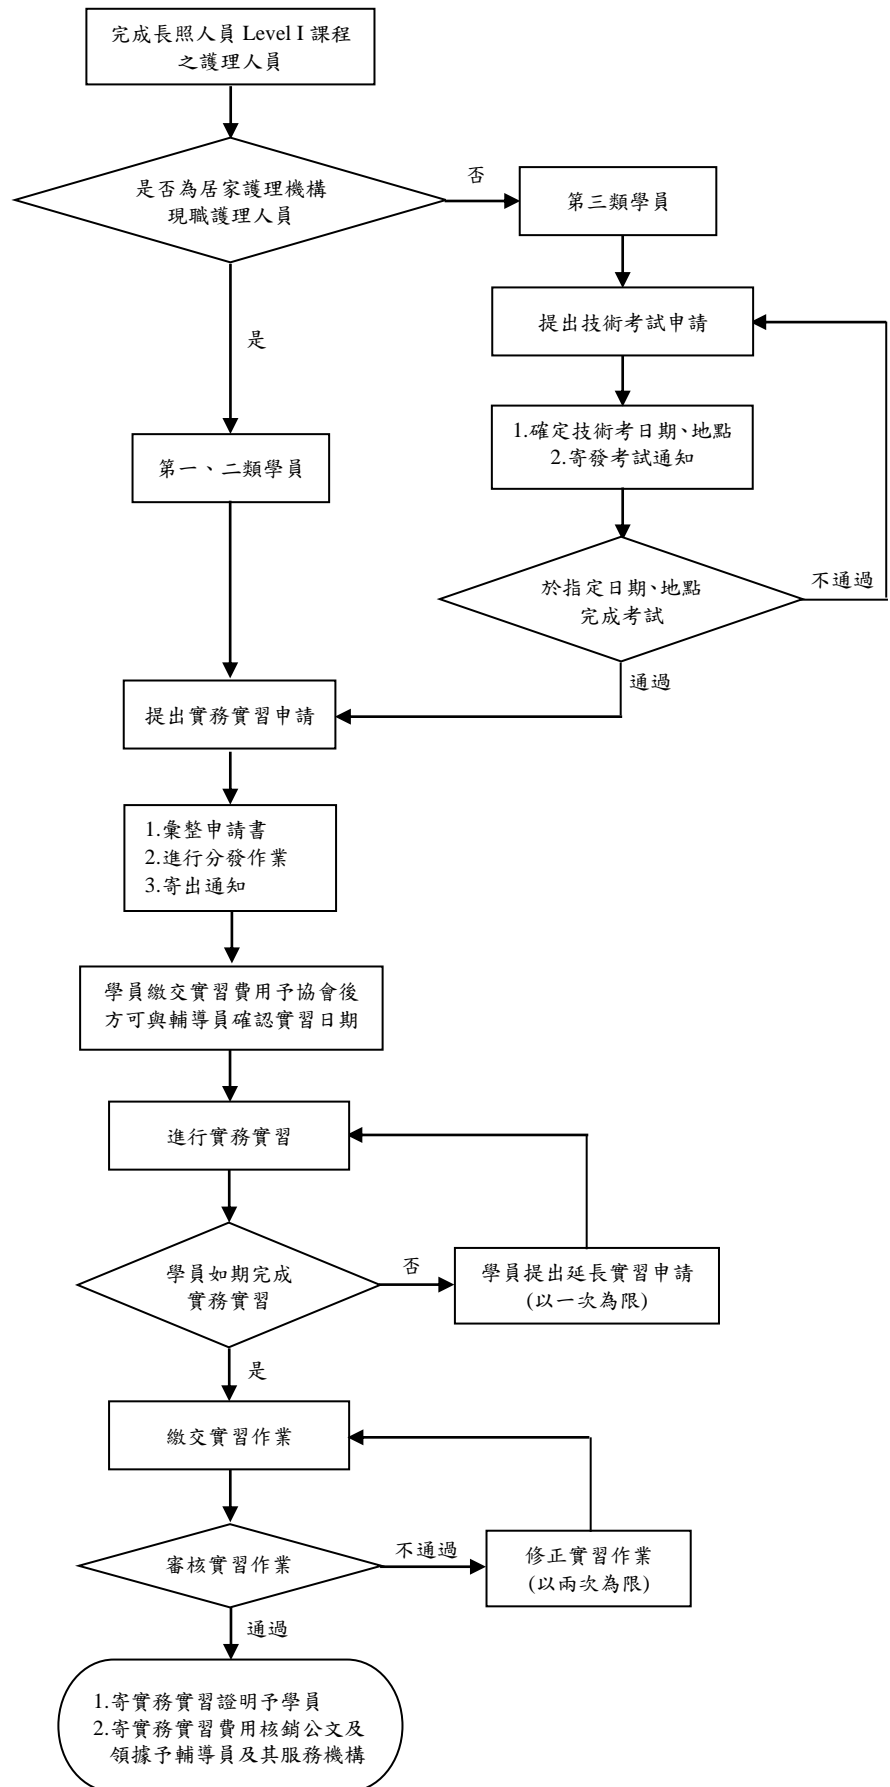 完成長照人員 Level I 課程
之護理人員
是否為居家護理機構
現職護理人員
否
第三類學員
提出技術考試申請
是
1.確定技術考日期、地點
2.寄發考試通知
第一、二類學員
於指定日期、地點
完成考試
不通過
通過
提出實務實習申請
1.彙整申請書
2.進行分發作業
3.寄出通知
學員繳交實習費用予協會後
方可與輔導員確認實習日期
進行實務實習
學員如期完成
實務實習
否
學員提出延長實習申請
(以一次為限)
是
繳交實習作業
審核實習作業
不通過
修正實習作業
(以兩次為限)
通過
1.寄實務實習證明予學員
2.寄實務實習費用核銷公文及
領據予輔導員及其服務機構